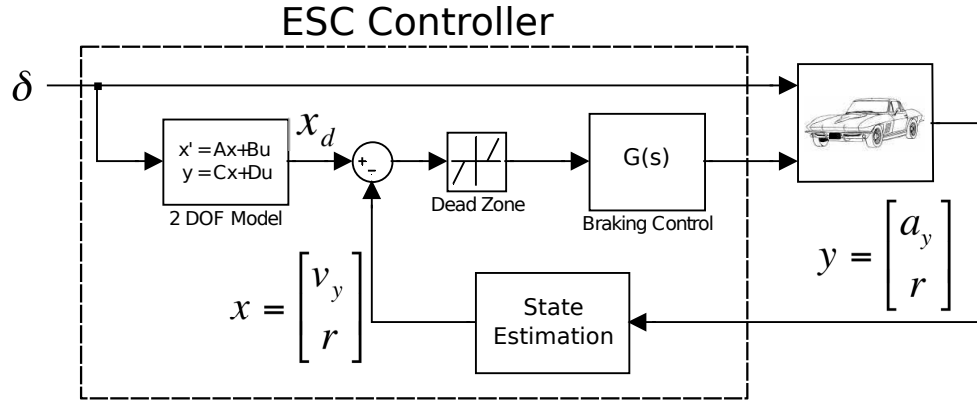 ESC Controller
δ
x' =Ax+Bu
y =Cx+Du
2 DOF Model
x_d
+
-
Dead Zone
G(s)
Braking Control
y = [a_y
r]
x = [v_y
r]
State
Estimation